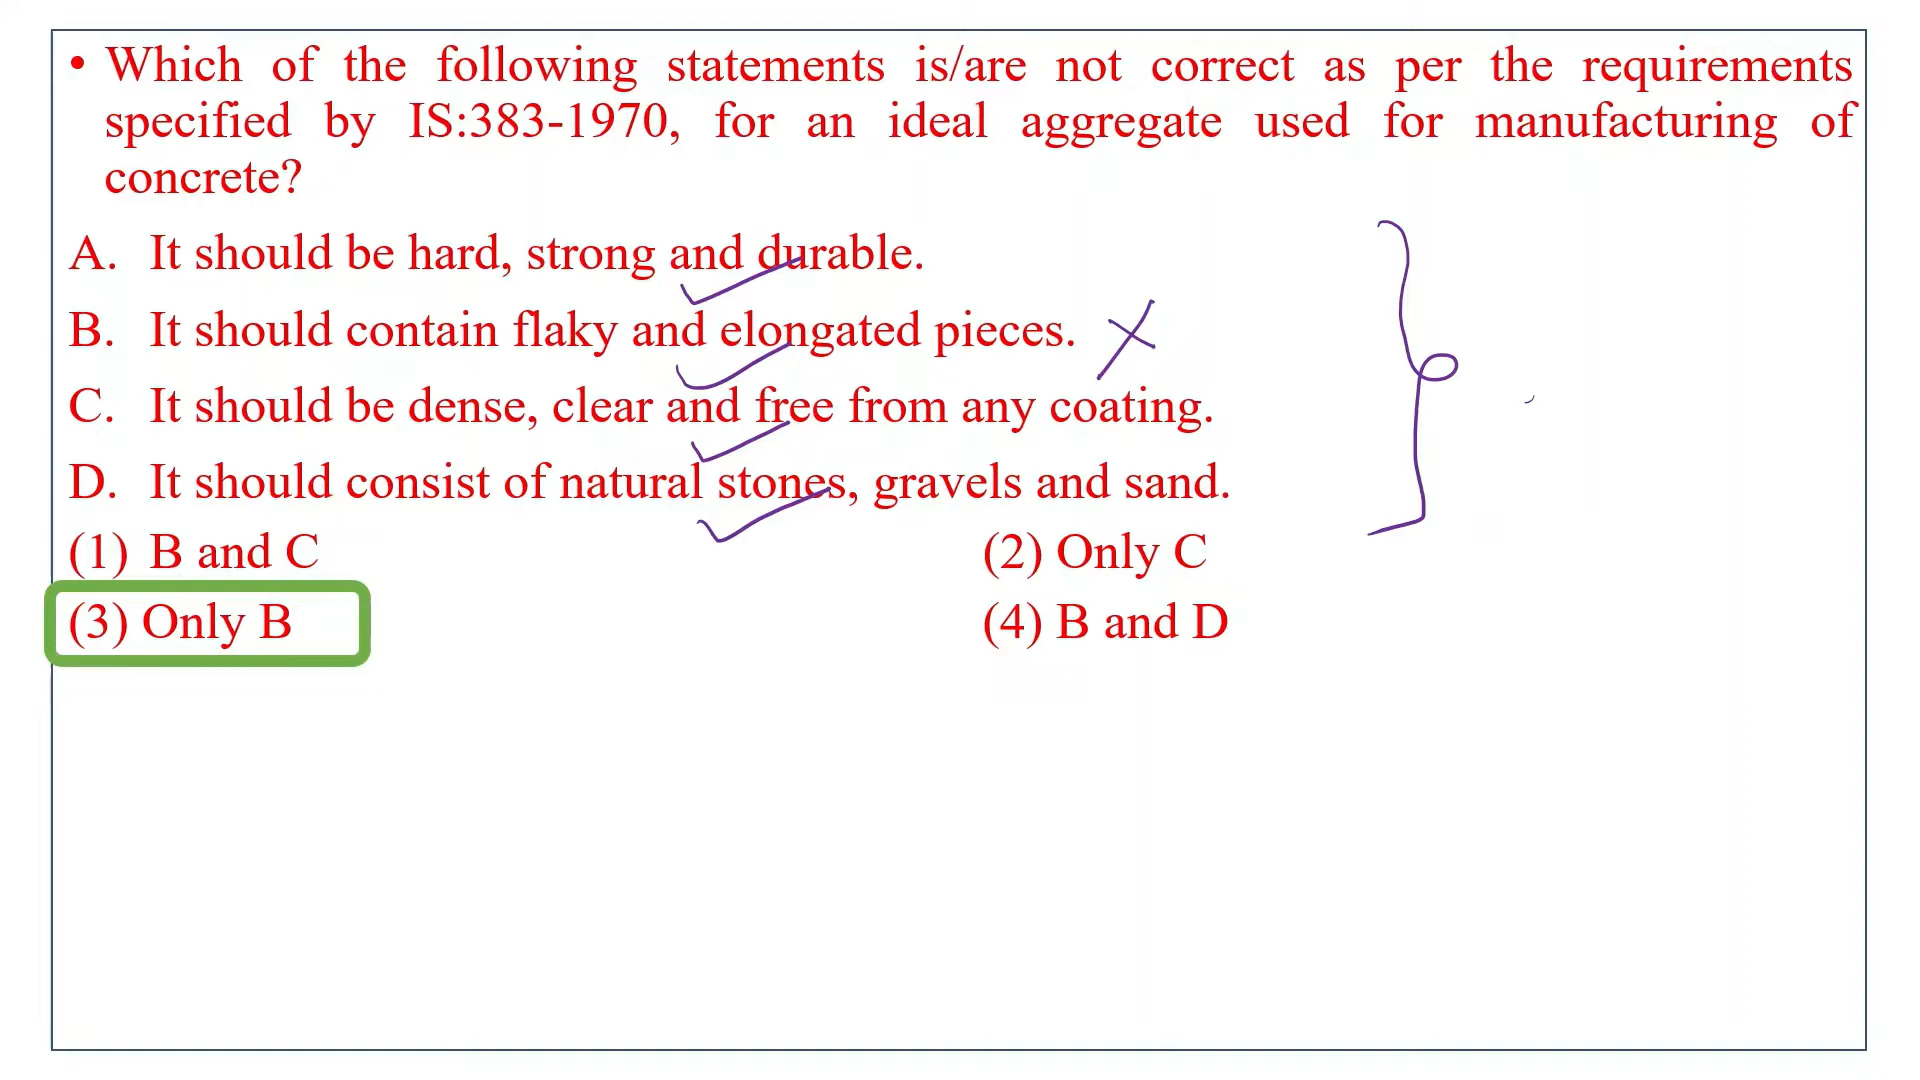 • Which of the following statements is/are not correct as per the requirements
specified by IS:383-1970, for an ideal aggregate used for manufacturing of
concrete?
A. It should be hard, strong and durable.
B. It should contain flaky and elongated pieces.
C. It should be dense, clear and free from any coating.
D. It should consist of natural stones, gravels and sand.
(1) B and C (2) Only C
(3) Only B (4) B and D